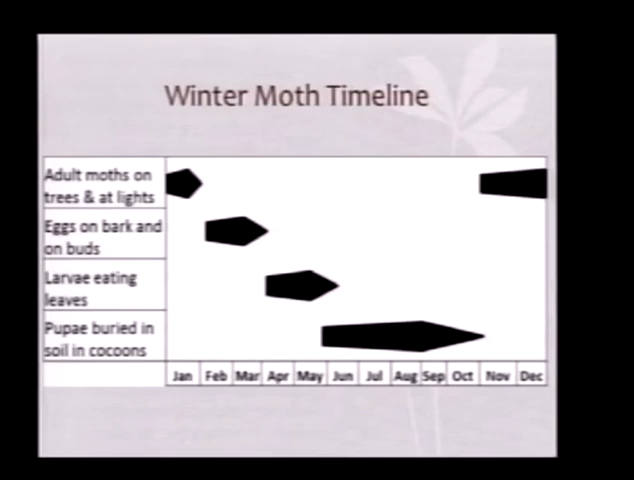 Winter Moth Timeline
Adult moths on
trees & at lights
Eggs on bark and
on buds
Larvae eating
leaves
Pupae buried in
soil in cocoons
Jan Feb Mar Apr May Jun Jul Aug Sep Oct Nov Dec